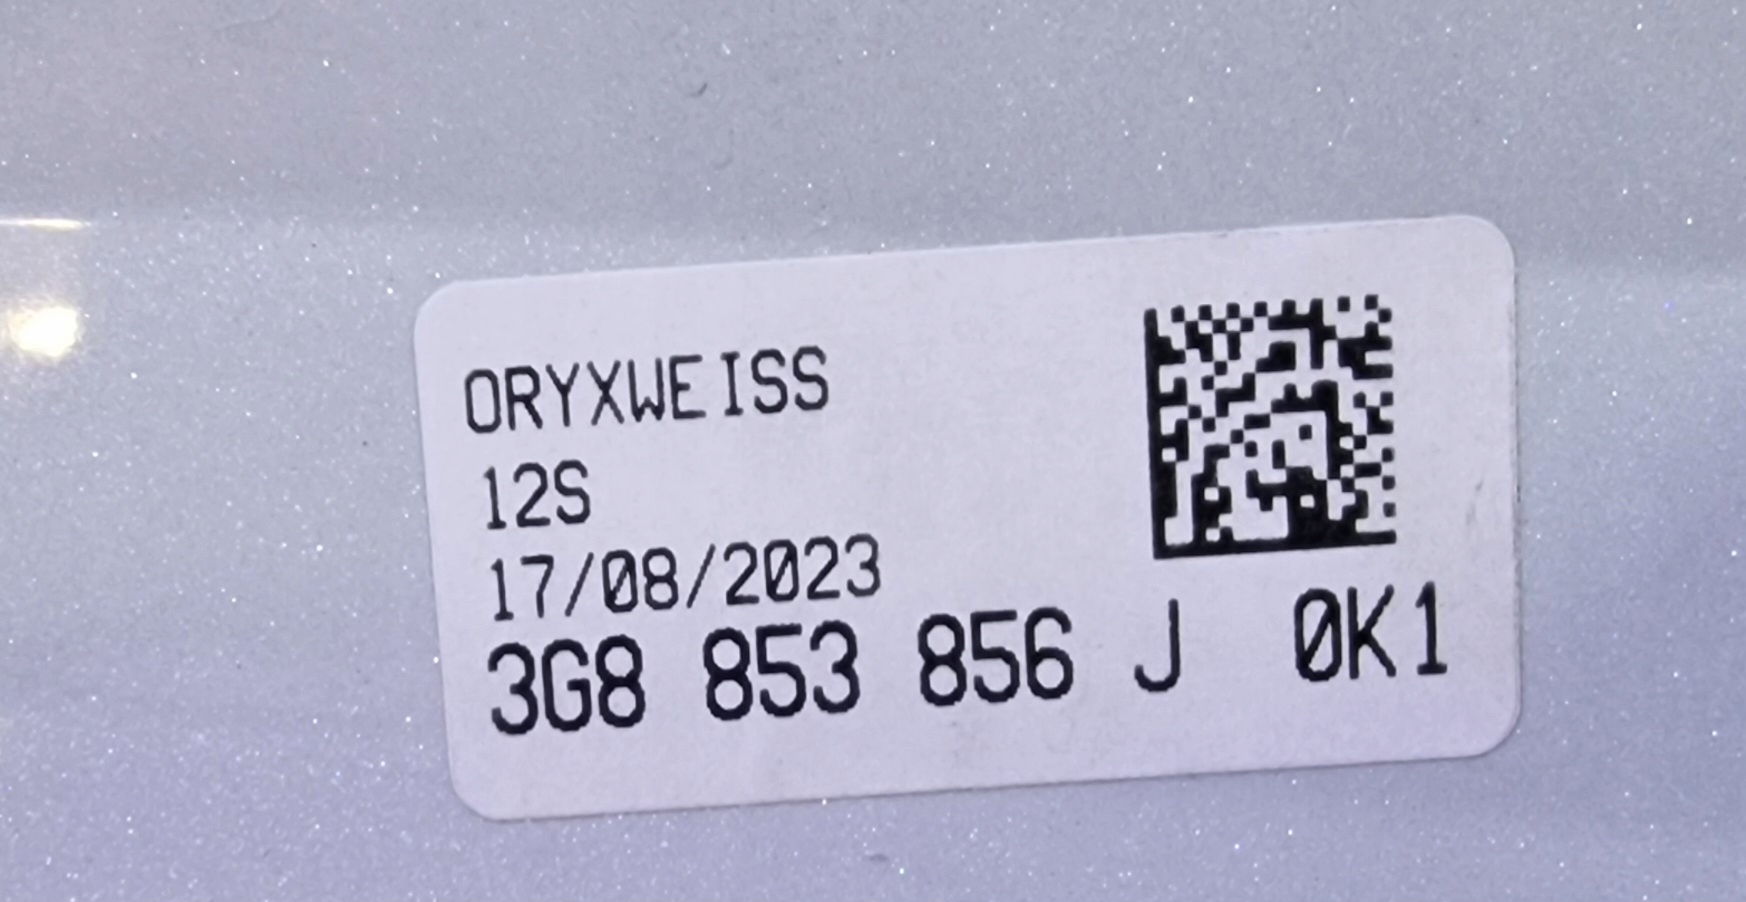 ORYXWEISS
12S
17/08/2023
3G8 853 856 J 0K1